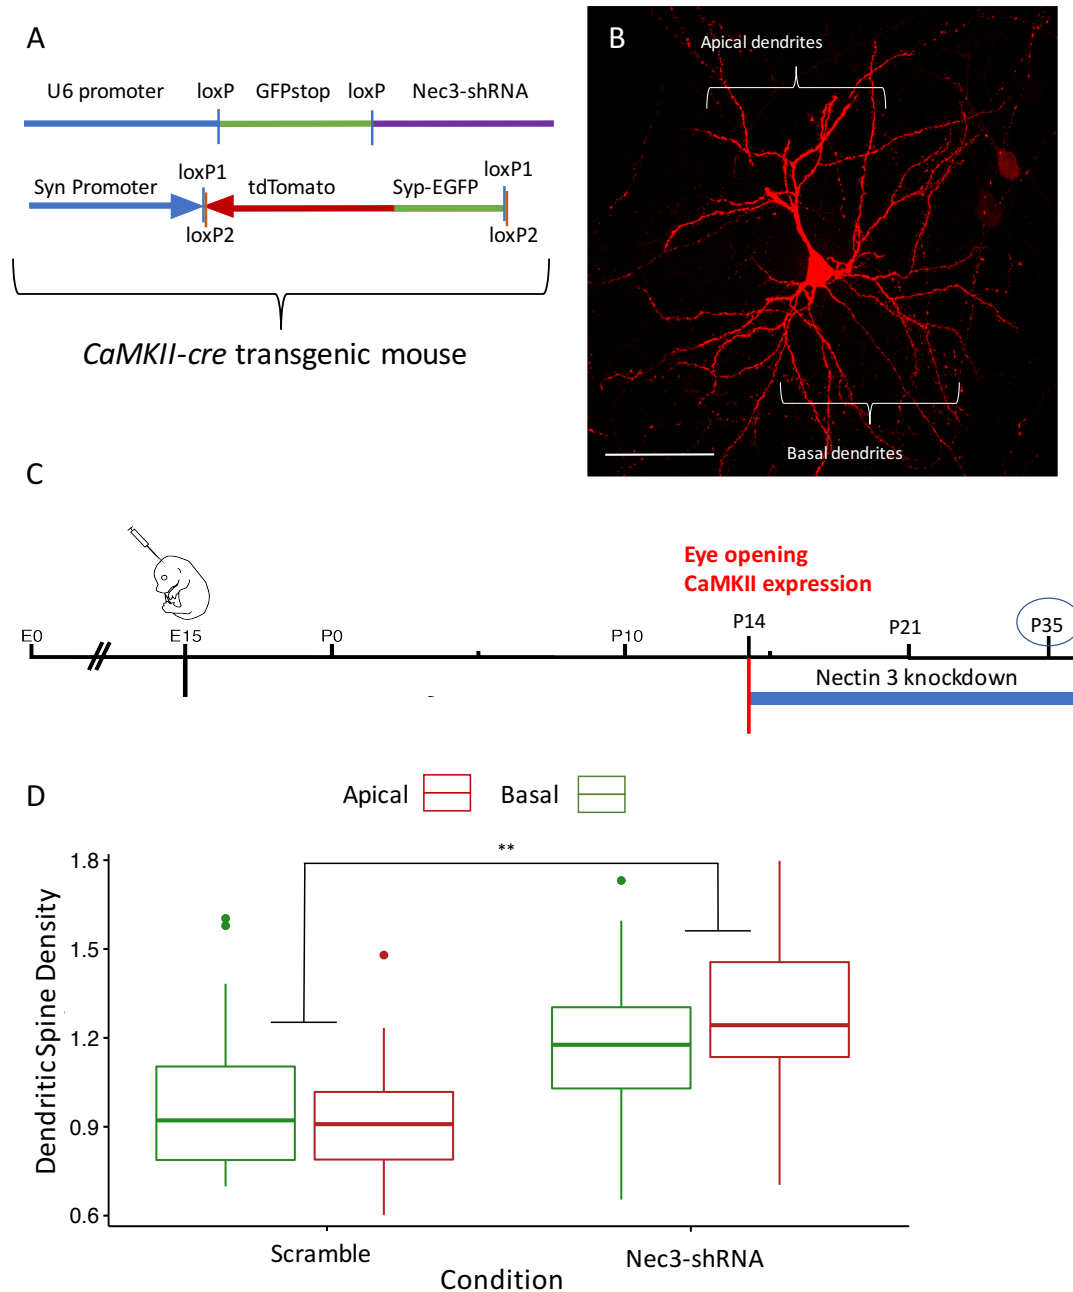 A
U6 promoter loxP GFPstop loxP Nec3-shRNA
Syn Promoter loxP1 tdTomato Syp-EGFP loxP1
loxP2 loxP2
CaMKII-cre transgenic mouse
B
Apical dendrites
Basal dendrites
C
Eye opening
CaMKII expression
E0 E15 P0 P10 P14 P21 P35
Nectin 3 knockdown
D
Apical Basal
**
Dendritic Spine Density
1.8
1.5
1.2
0.9
0.6
Scramble Nec3-shRNA
Condition